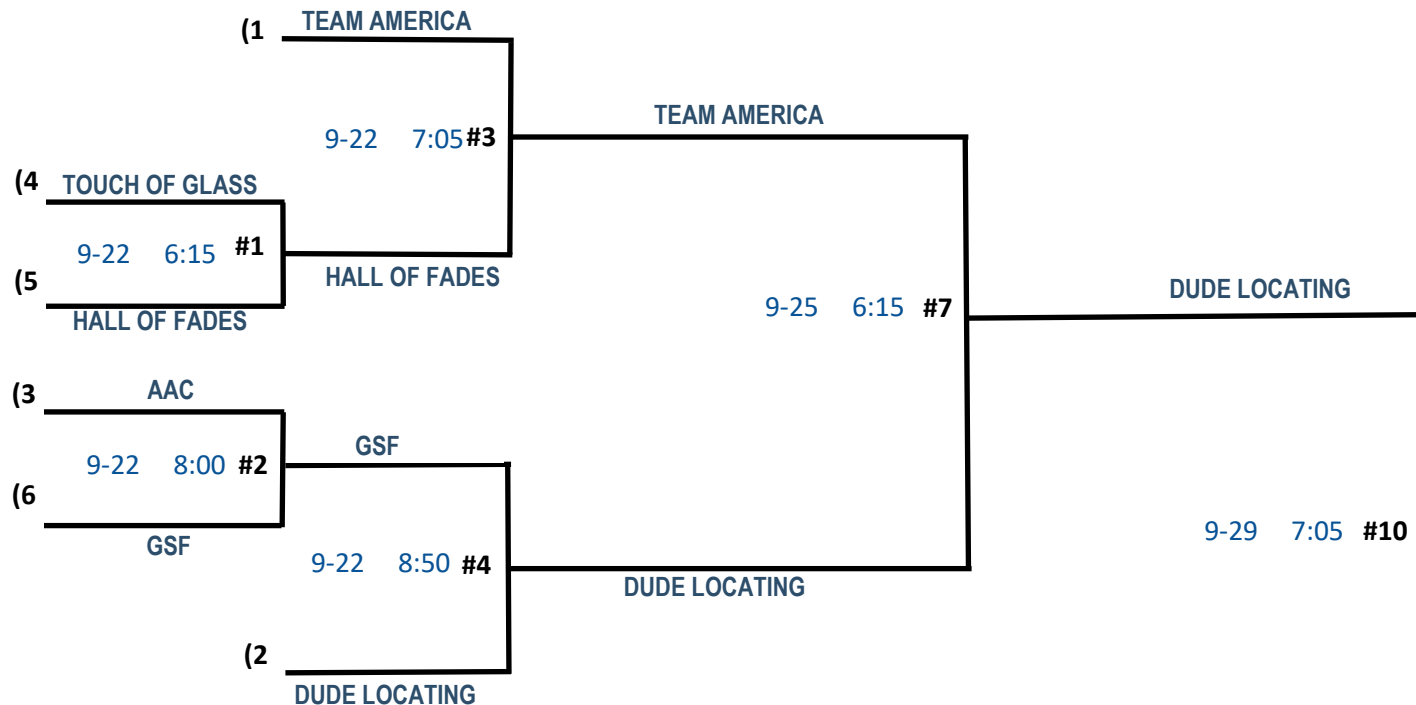 (1 TEAM AMERICA
TEAM AMERICA
9-22 7:05 #3
(4 TOUCH OF GLASS
9-22 6:15 #1
(5
HALL OF FADES
HALL OF FADES
DUDE LOCATING
9-25 6:15 #7
(3 AAC
GSF
9-22 8:00 #2
(6
GSF
9-29 7:05 #10
9-22 8:50 #4
DUDE LOCATING
(2
DUDE LOCATING